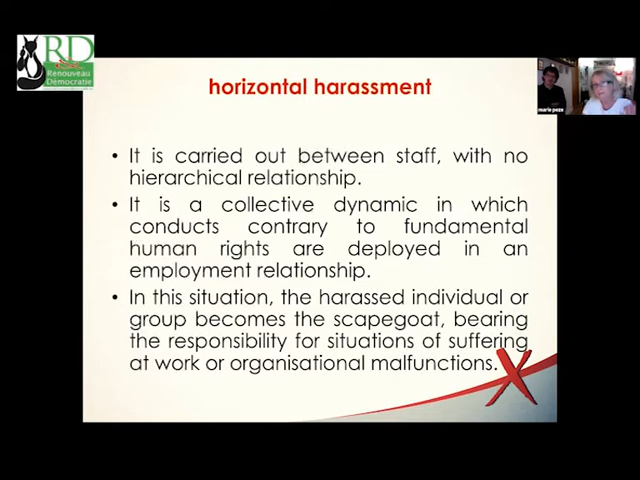 RD
Renouveau
Démocratie
horizontal harassment
marie peze
• It is carried out between staff, with no
hierarchical relationship.
• It is a collective dynamic in which
conducts contrary to fundamental
human rights are deployed in an
employment relationship.
• In this situation, the harassed individual or
group becomes the scapegoat, bearing
the responsibility for situations of suffering
at work or organisational malfunctions.